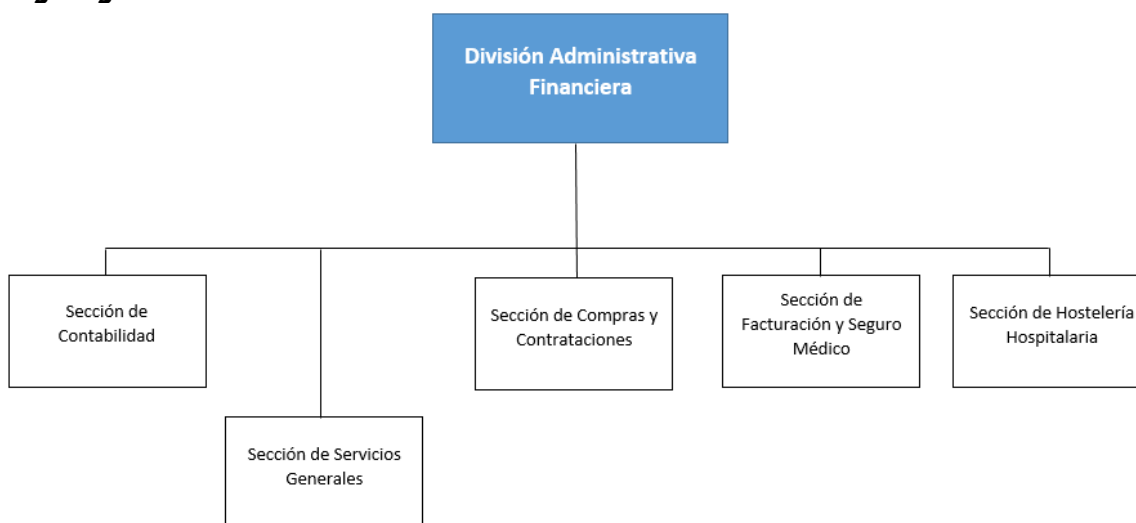 División Administrativa
Financiera
Sección de
Contabilidad
Sección de Compras y
Contrataciones
Sección de
Facturación y Seguro
Médico
Sección de Hostelería
Hospitalaria
Sección de Servicios
Generales